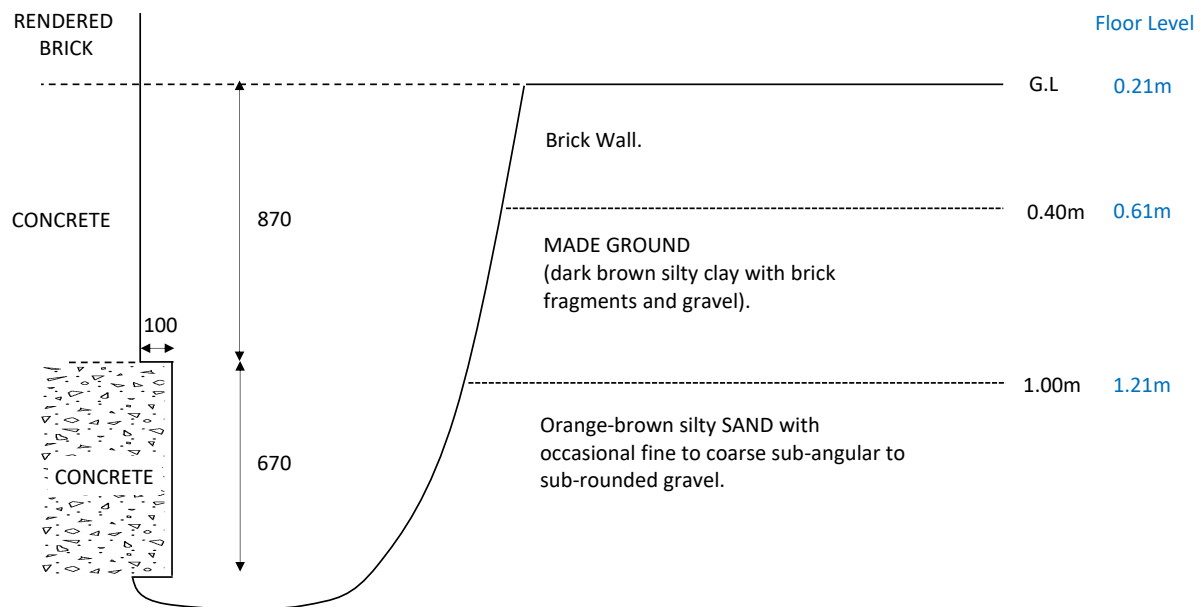 RENDERED
BRICK
Floor Level
G.L
0.21m
Brick Wall.
870
CONCRETE
0.40m
0.61m
MADE GROUND
(dark brown silty clay with brick
fragments and gravel).
100
1.00m
1.21m
Orange-brown silty SAND with
occasional fine to coarse sub-angular to
sub-rounded gravel.
670
CONCRETE